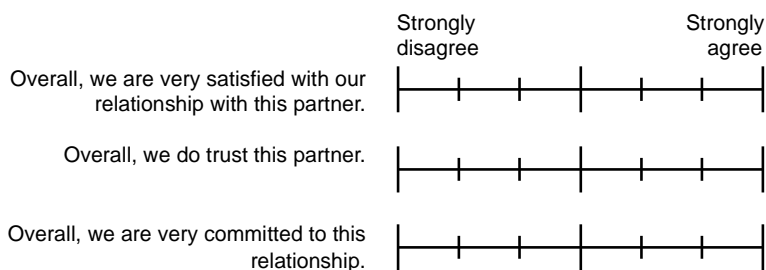 Strongly disagree
Strongly agree
Overall, we are very satisfied with our
relationship with this partner.
Overall, we do trust this partner.
Overall, we are very committed to this
relationship.